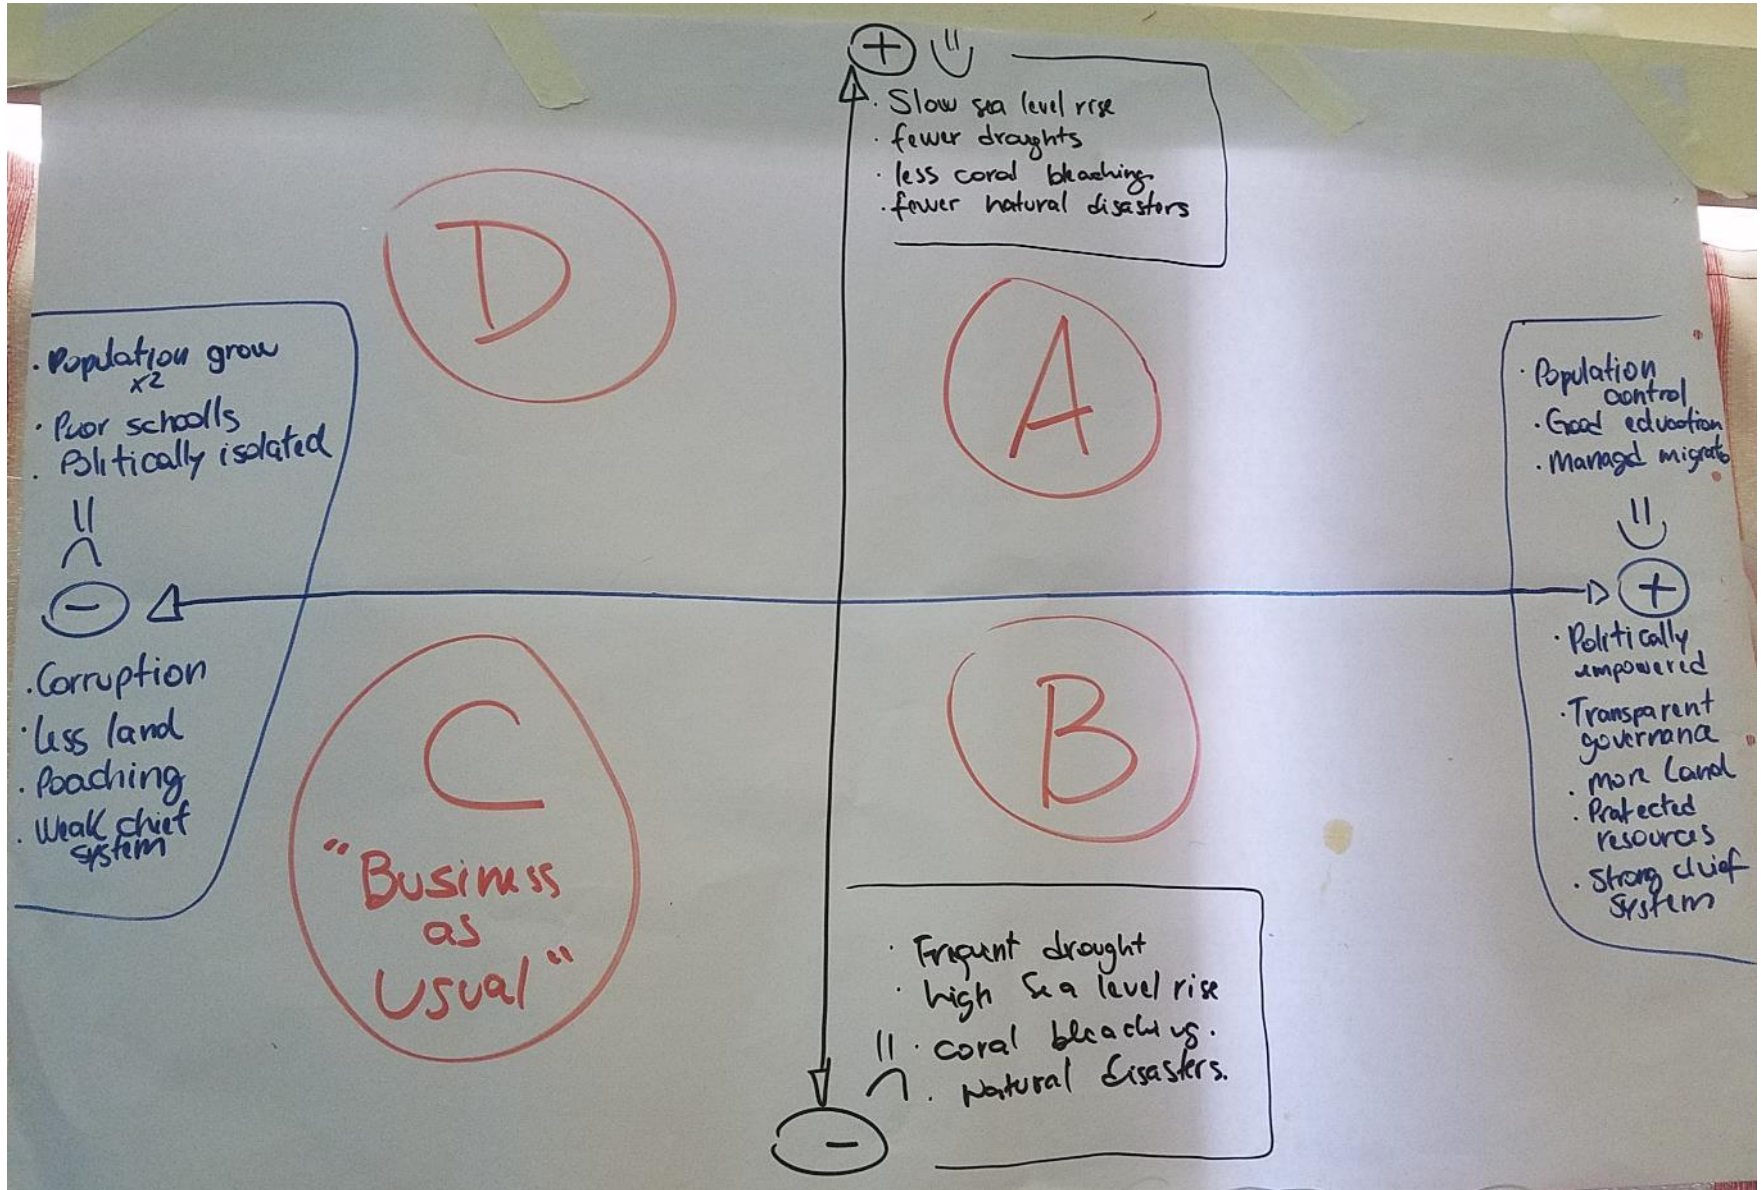 +
· Slow sea level rise
· fewer droughts
· less coral bleaching
· fewer natural disasters
D
A
· Population grow
x2
· Poor schoolls
· Politically isolated
-
· Corruption
· Less land
· Poaching
· Weak chief
system
· Population
control
· Good education
· Managd migrato
+
· Politically
empowered
· Transparent
governance
· more Land
· Protected
resources
· Strong chief
system
C
"Business
as
Usual"
B
· Frequent drought
· high Sea level rise
· coral bleaching.
· Natural disasters.
-